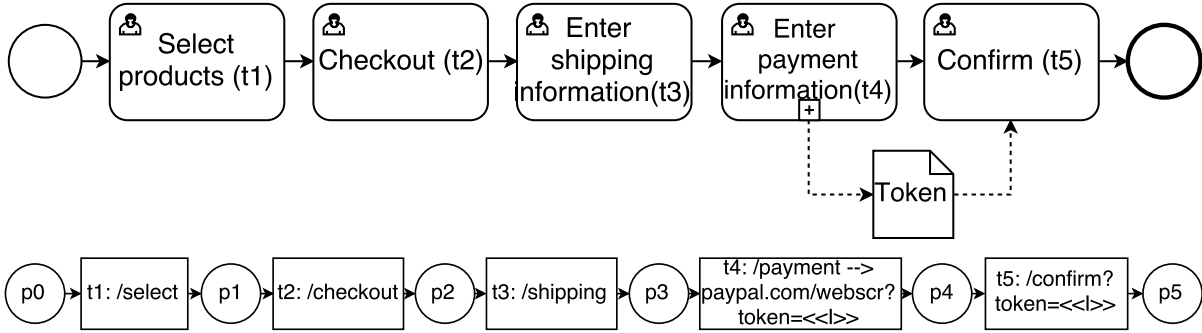 Select
products (t1)
Checkout (t2)
Enter
shipping
information(t3)
Enter
payment
information(t4)
+
Confirm (t5)
Token
p0
t1: /select
p1
t2: /checkout
p2
t3: /shipping
p3
t4: /payment -->
paypal.com/webscr?
token=<<I>>
p4
t5: /confirm?
token=<<I>>
p5